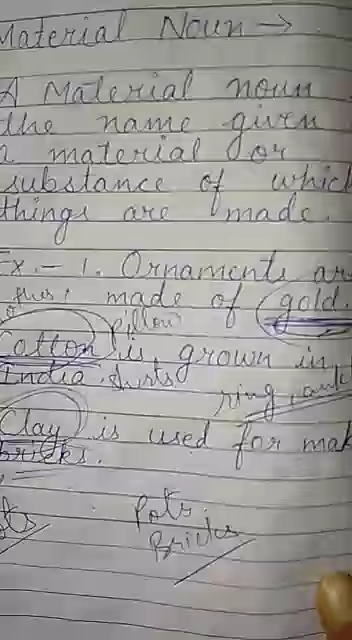 Material Noun →
A Material noun
the name given
a material or
substance of which
things are made.
Ex. - 1. Ornaments are
made of gold.
pillow
Cotton is grown in
India.
ring,
Clay is used for mak
bricks.
Pots
Bricks